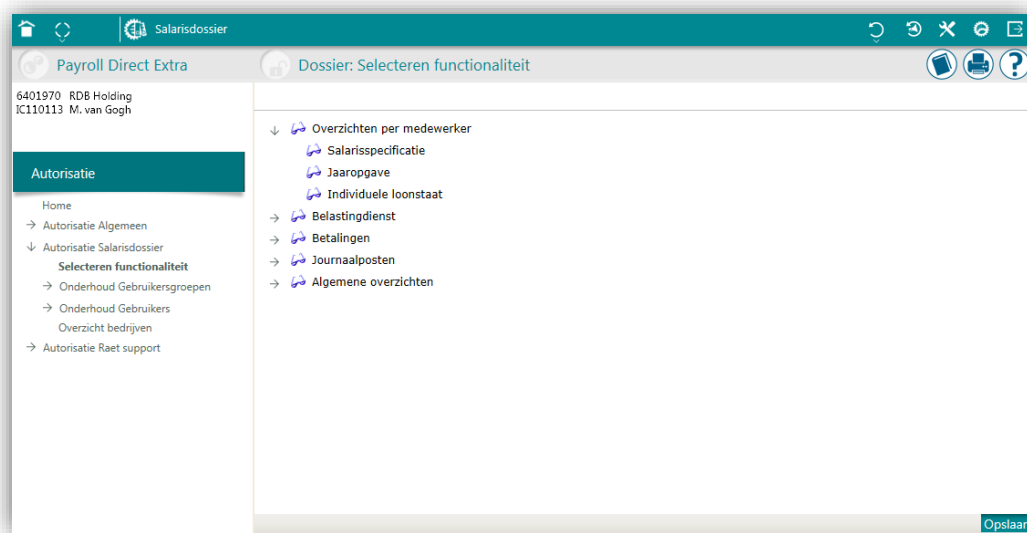 Salarisdossier
Payroll Direct Extra
Dossier: Selecteren functionaliteit
?
6401970 RDB Holding
IC110113 M. van Gogh
Autorisatie
Home
Autorisatie Algemeen
Autorisatie Salarisdossier
Selecteren functionaliteit
Onderhoud Gebruikersgroepen
Onderhoud Gebruikers
Overzicht bedrijven
Autorisatie Raet support
Overzichten per medewerker
Salarisspecificatie
Jaaropgave
Individuele loonstaat
Belastingdienst
Betalingen
Journaalposten
Algemene overzichten
Opslaan